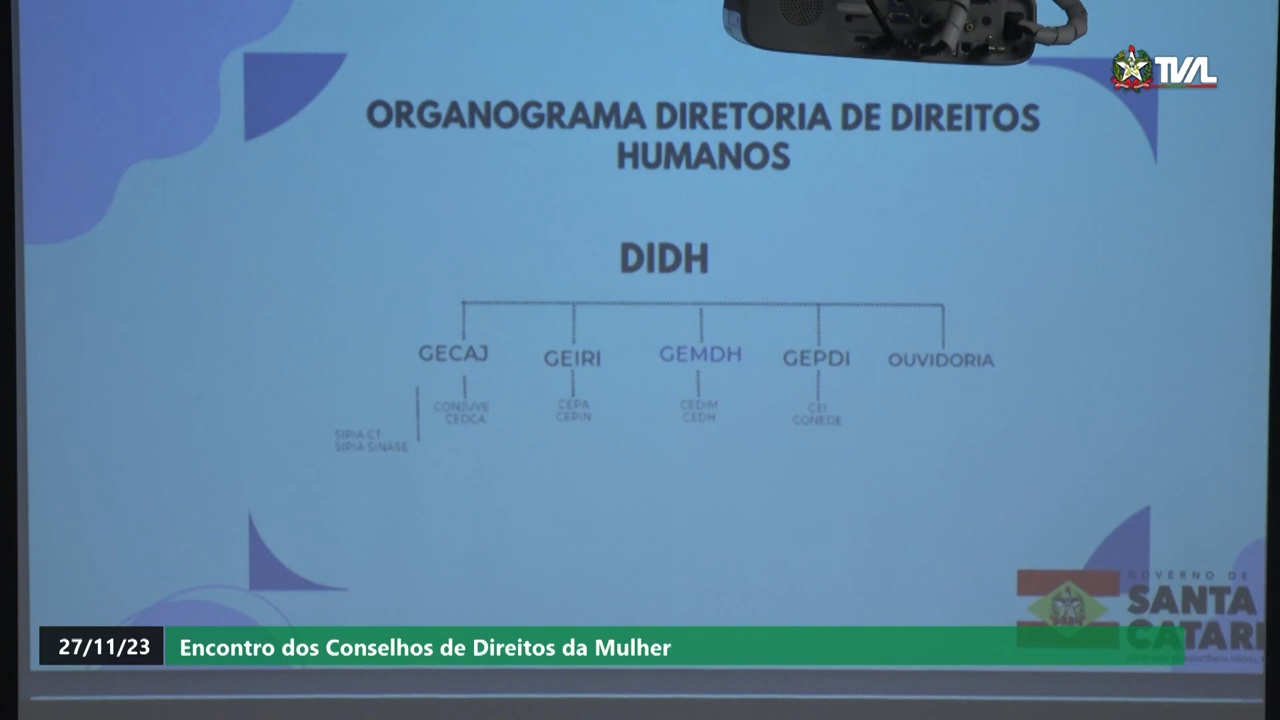 TVAL
ORGANOGRAMA DIRETORIA DE DIREITOS
HUMANOS
DIDH
GECAJ
GEIRI
GEMDH
GEPDI
OUVIDORIA
CONJUVE
CEDCA
CEPA
CEPIN
CEDIM
CEDH
CEI
CONEDE
SIPIA CT
SIPIA SINASE
GOVERNO DE
SANTA
CATARI
27/11/23
Encontro dos Conselhos de Direitos da Mulher